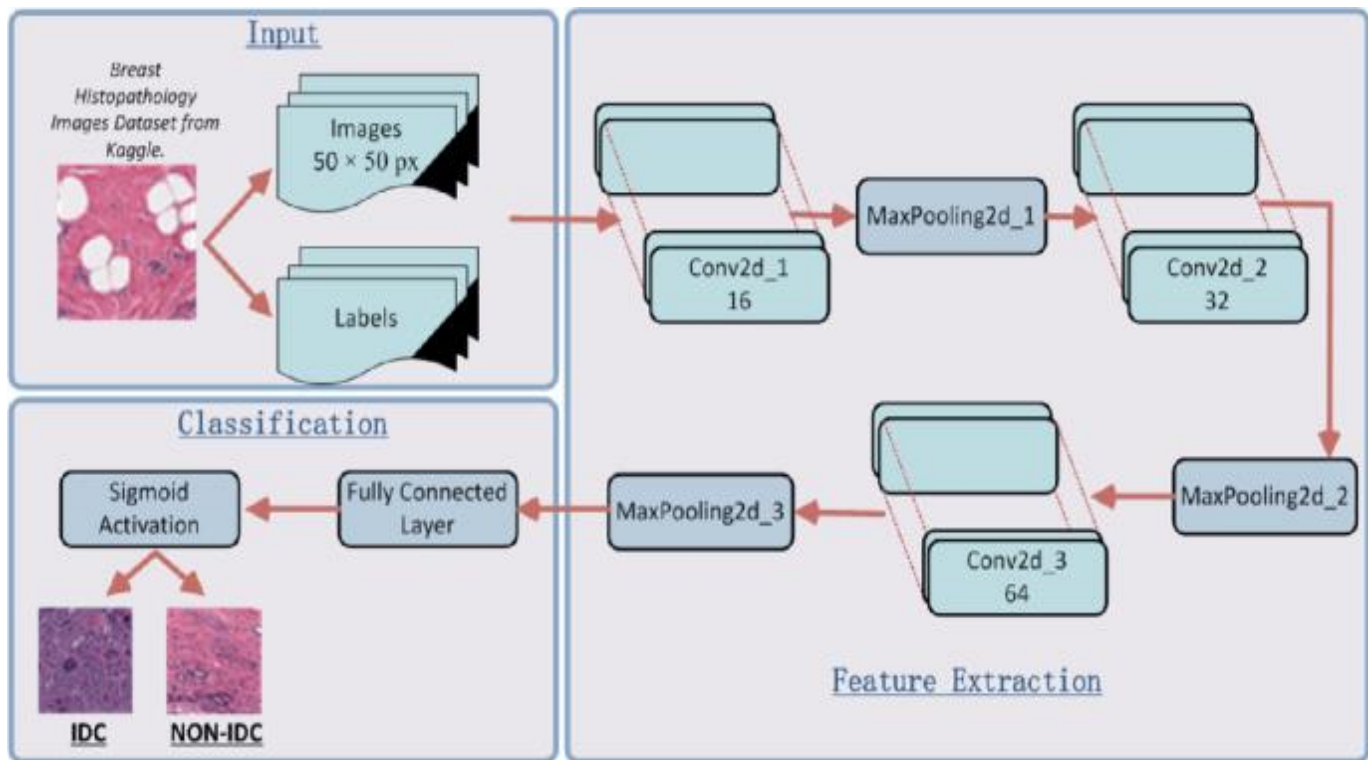 Input
Breast
Histopathology
Images Dataset from
Kaggle.
Images
50 × 50 px
Labels
Conv2d_1
16
MaxPooling2d_1
Conv2d_2
32
MaxPooling2d_2
Conv2d_3
64
MaxPooling2d_3
Feature Extraction
Classification
Fully Connected
Layer
Sigmoid
Activation
IDC
NON-IDC